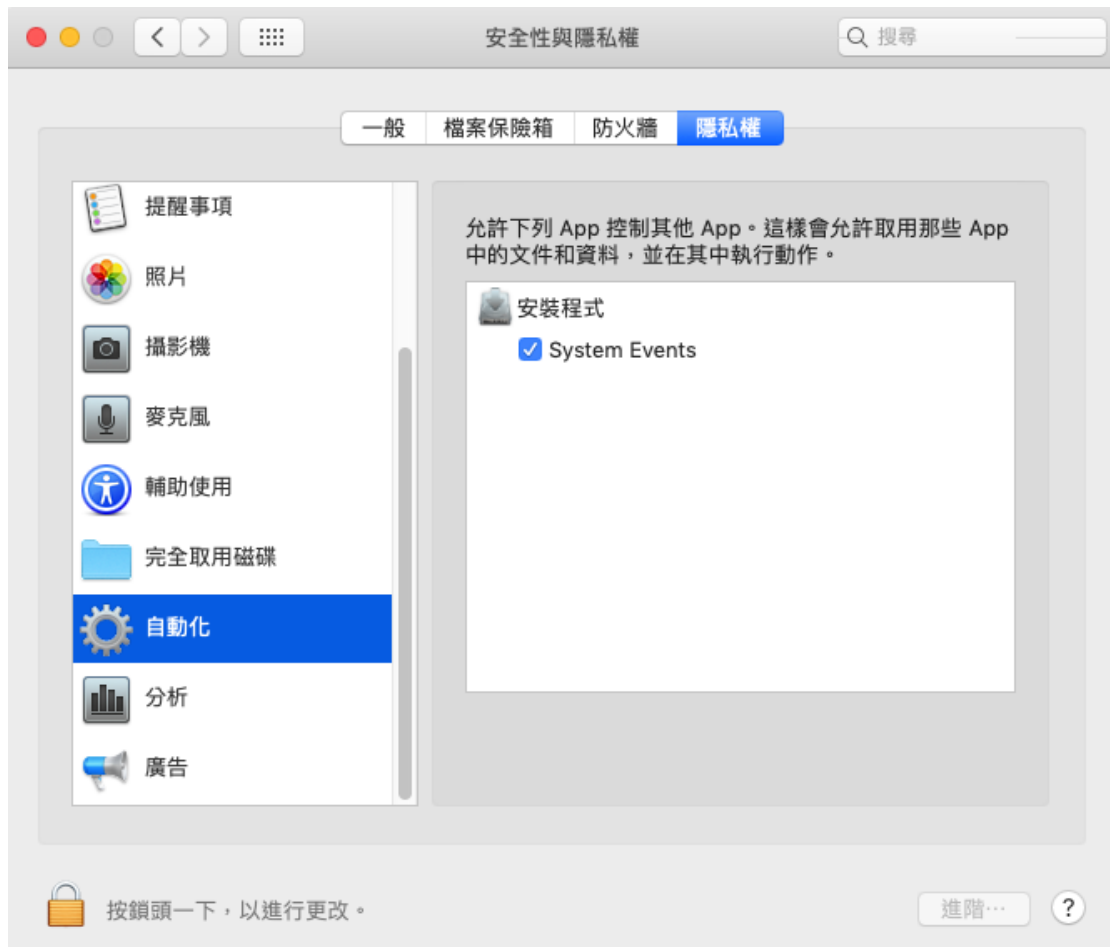 安全性與隱私權
搜尋
一般
檔案保險箱
防火牆
隱私權
提醒事項
照片
攝影機
麥克風
輔助使用
完全取用磁碟
自動化
分析
廣告
允許下列 App 控制其他 App。這樣會允許取用那些 App
中的文件和資料，並在其中執行動作。
安裝程式
System Events
按鎖頭一下，以進行更改。
進階⋯
?